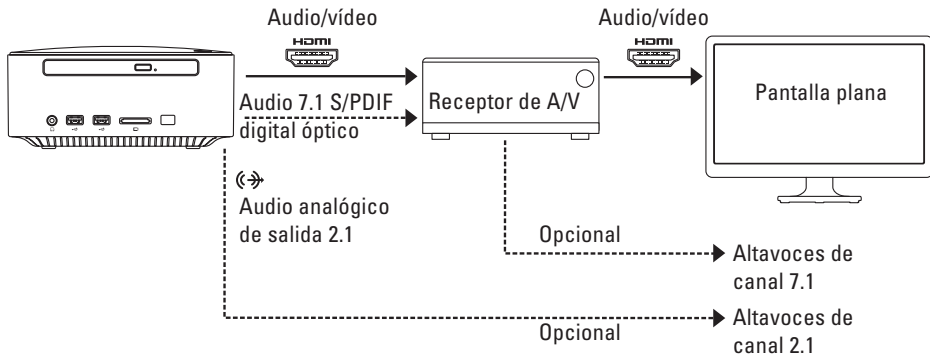 Audio/vídeo
HDMI
Audio/vídeo
HDMI
Audio 7.1 S/PDIF
digital óptico
Receptor de A/V
Pantalla plana
Audio analógico
de salida 2.1
Opcional
Altavoces de
canal 7.1
Opcional
Altavoces de
canal 2.1